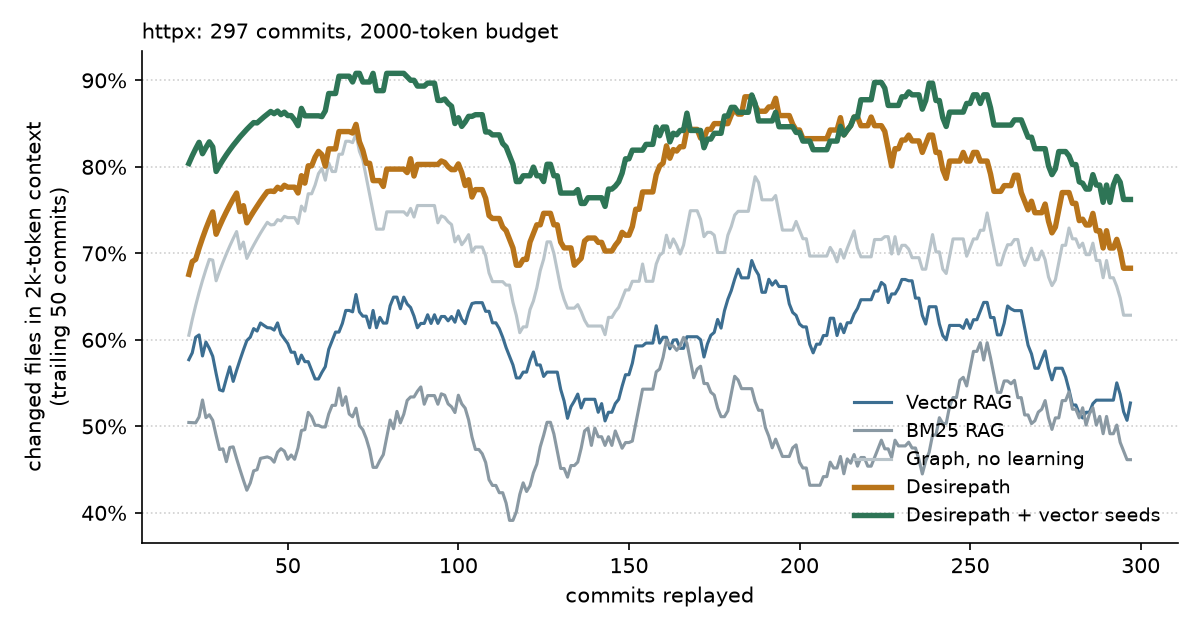 httpx: 297 commits, 2000-token budget
changed files in 2k-token context
(trailing 50 commits)
90%
80%
70%
60%
50%
40%
Vector RAG
BM25 RAG
Graph, no learning
Desirepath
Desirepath + vector seeds
50
100
150
200
250
300
commits replayed